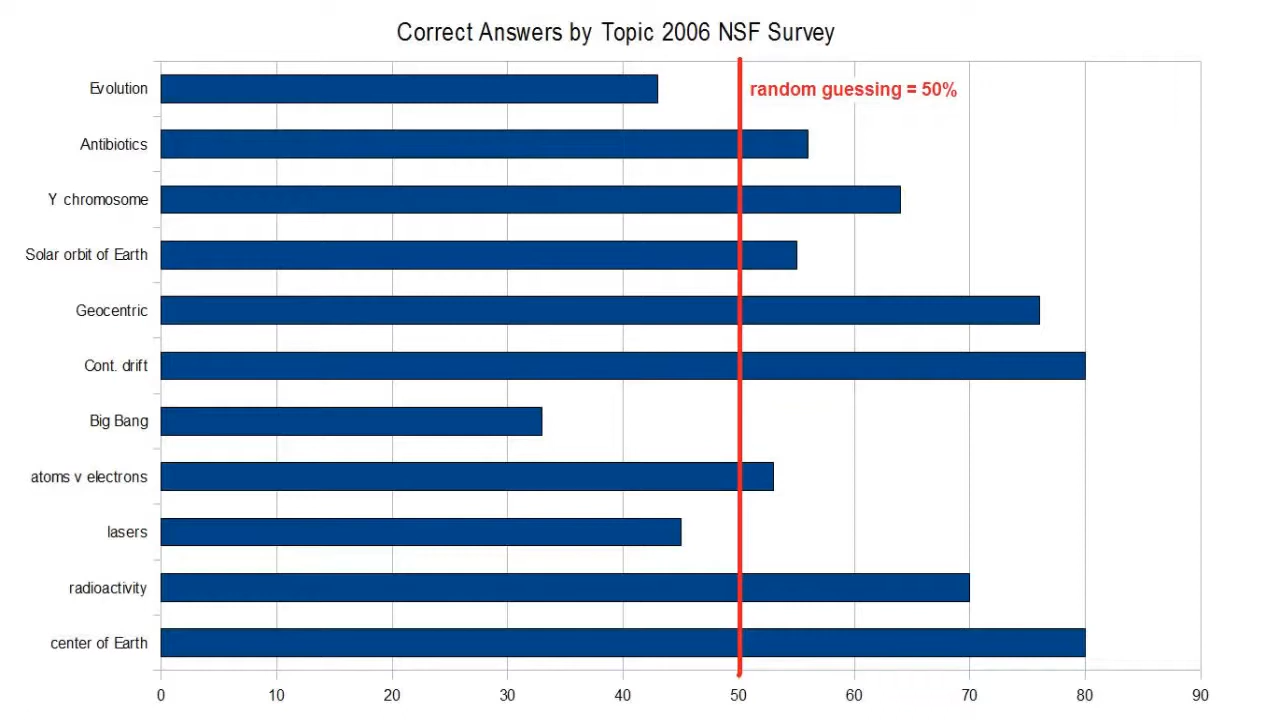 Correct Answers by Topic 2006 NSF Survey
Evolution
random guessing = 50%
Antibiotics
Y chromosome
Solar orbit of Earth
Geocentric
Cont. drift
Big Bang
atoms v electrons
lasers
radioactivity
center of Earth
0 10 20 30 40 50 60 70 80 90